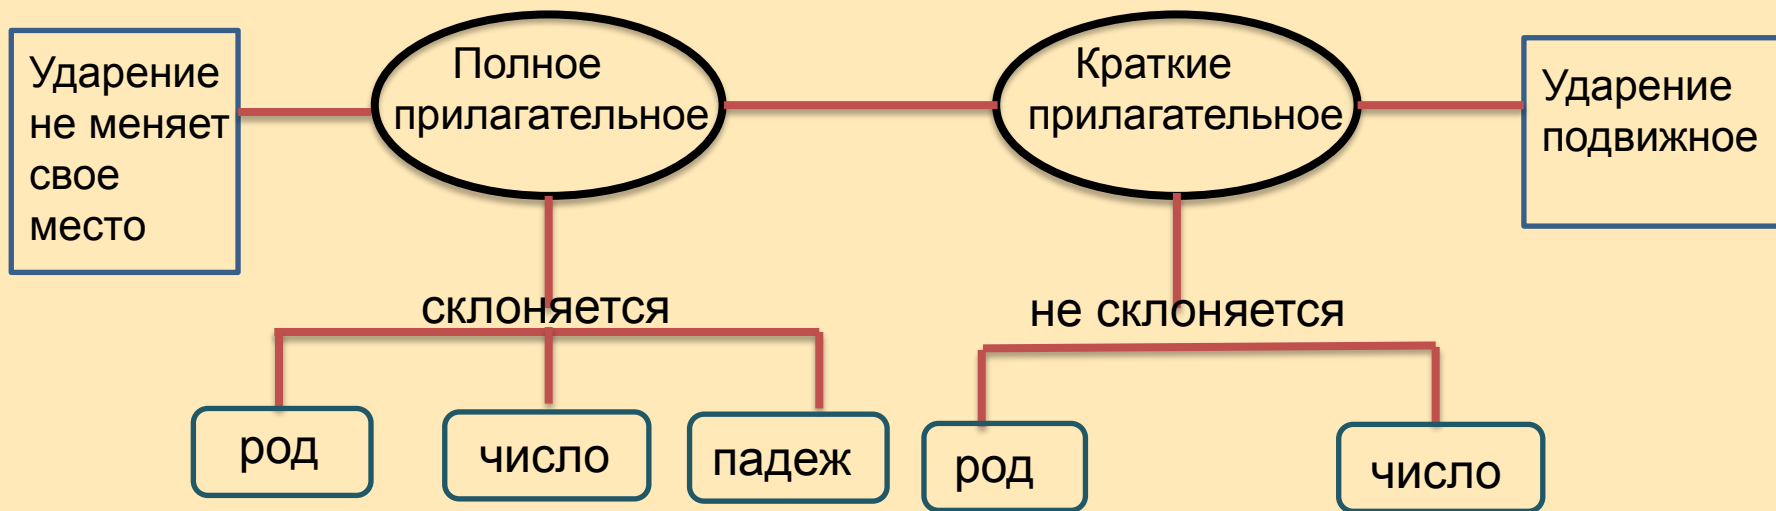 Ударение
не меняет
свое
место
Полное
прилагательное
Краткие
прилагательное
Ударение
подвижное
склоняется
не склоняется
род
число
падеж
род
число